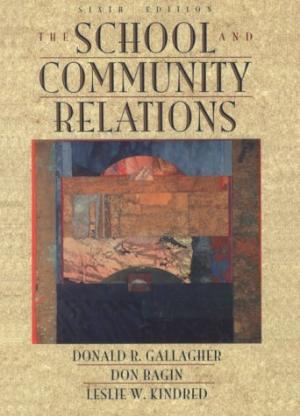 SIXTH EDITION
THE SCHOOL AND
COMMUNITY
RELATIONS
DONALD R. GALLAGHER
DON BAGIN
LESLIE W. KINDRED